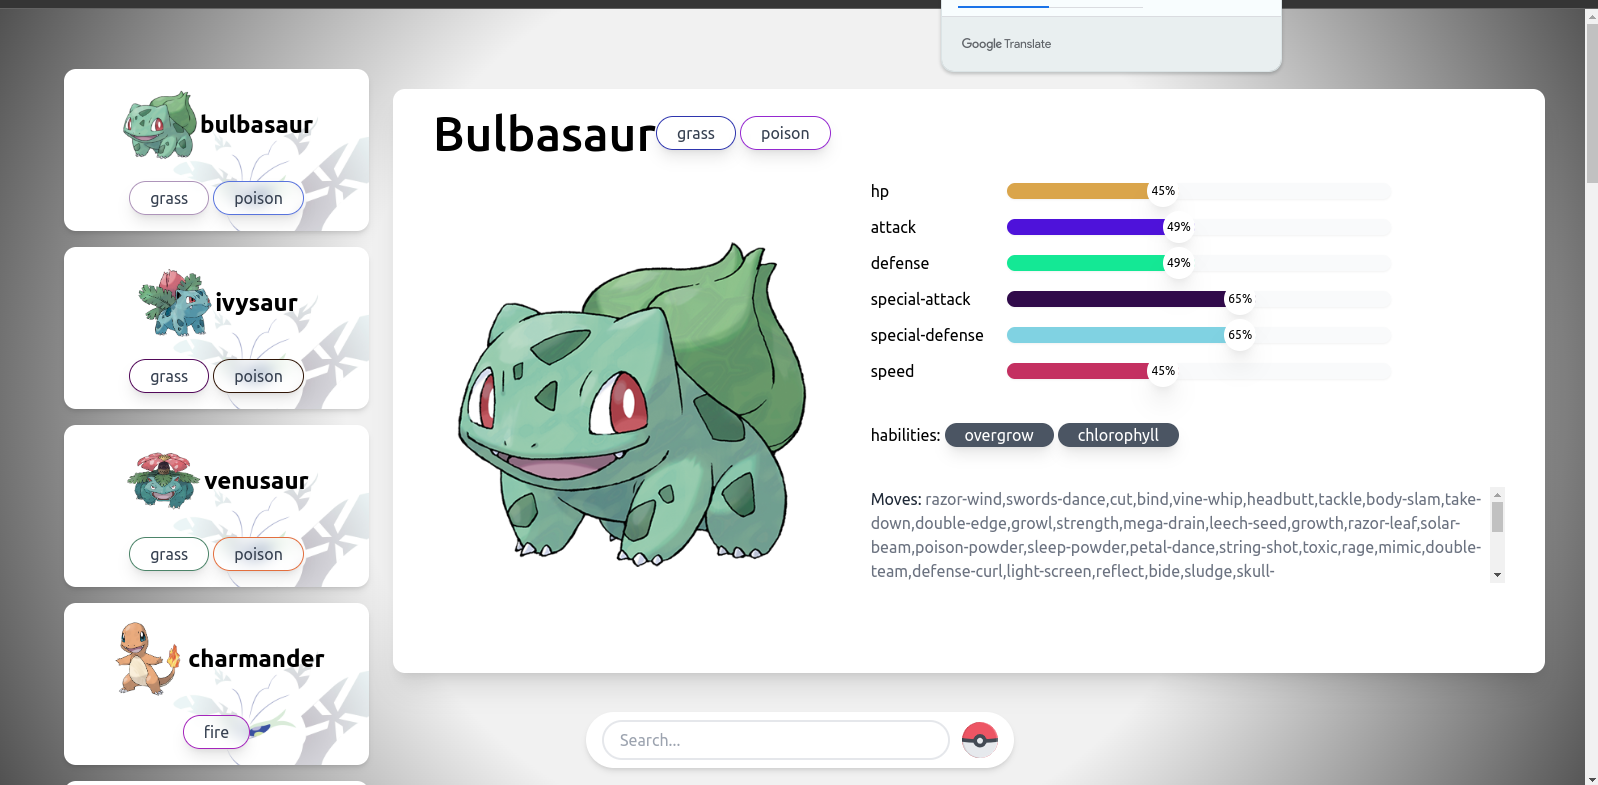 Google Translate
bulbasaur
grass poison
ivysaur
grass poison
venusaur
grass poison
charmander
fire
Bulbasaur grass poison
hp 45%
attack 49%
defense 49%
special-attack 65%
special-defense 65%
speed 45%
habilities: overgrow chlorophyll
Moves: razor-wind,swords-dance,cut,bind,vine-whip,headbutt,tackle,body-slam,take-
down,double-edge,growl,strength,mega-drain,leech-seed,growth,razor-leaf,solar-
beam,poison-powder,sleep-powder,petal-dance,string-shot,toxic,rage,mimic,double-
team,defense-curl,light-screen,reflect,bide,sludge,skull-
Search...